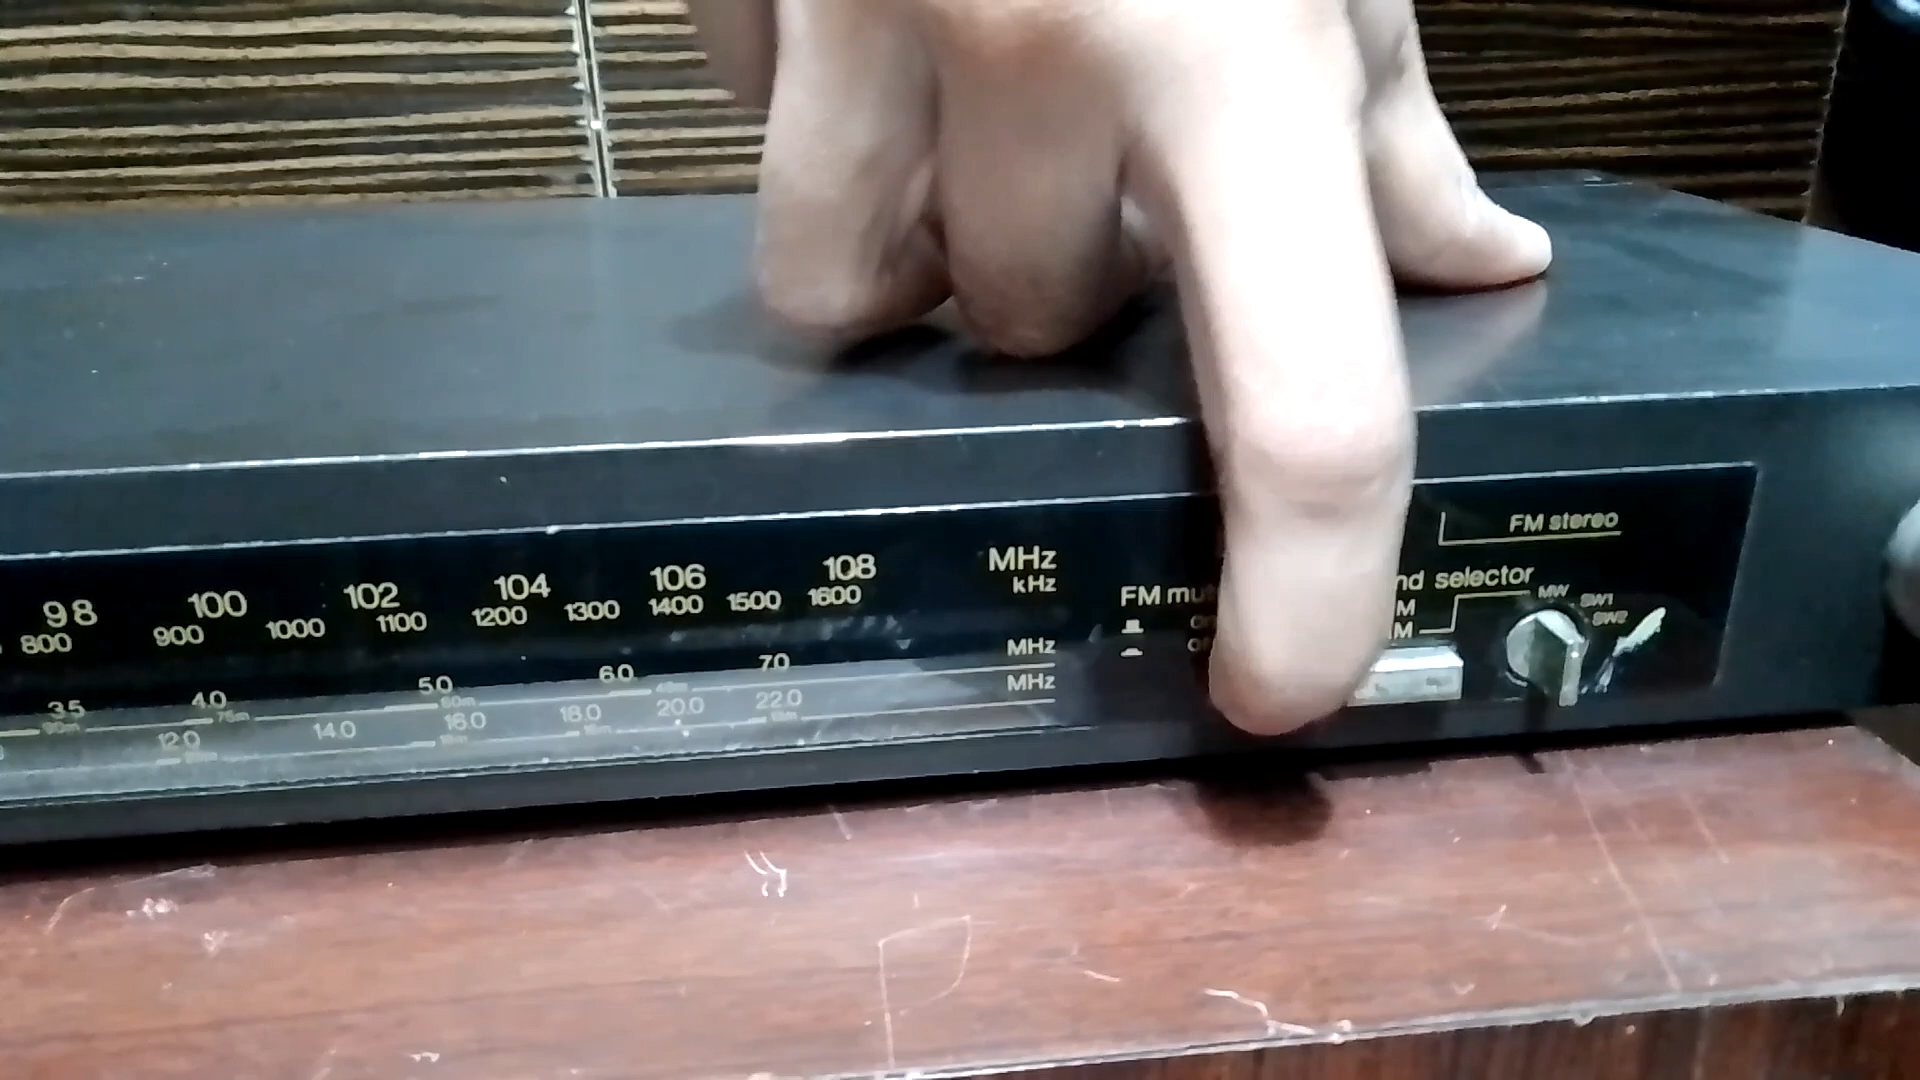 98 100 102 104 106 108 MHz
800 900 1000 1100 1200 1300 1400 1500 1600 kHz
3.5 4.0 5.0 6.0 7.0 MHz
75m 60m
12.0 14.0 16.0 18.0 20.0 22.0 MHz
FM mu
FM stereo
nd selector
M
M
MW
SW1
SW2